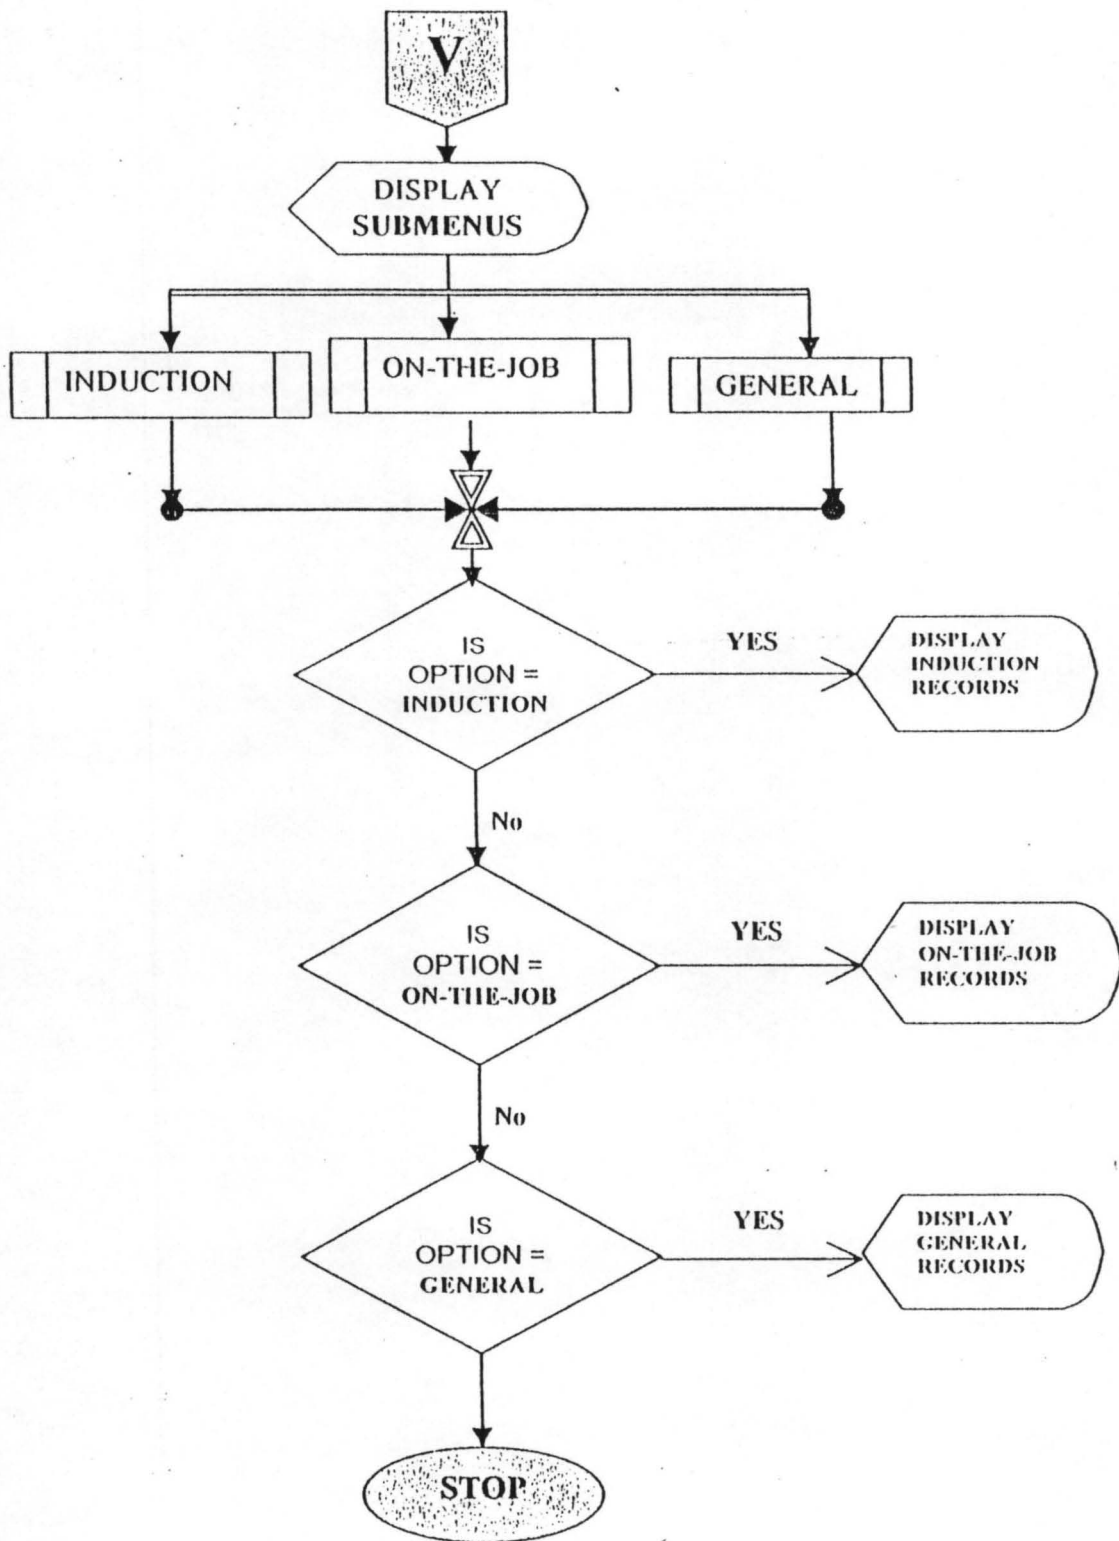 V
DISPLAY
SUBMENUS
INDUCTION
ON-THE-JOB
GENERAL
IS
OPTION =
INDUCTION
YES
DISPLAY
INDUCTION
RECORDS
No
IS
OPTION =
ON-THE-JOB
YES
DISPLAY
ON-THE-JOB
RECORDS
No
IS
OPTION =
GENERAL
YES
DISPLAY
GENERAL
RECORDS
STOP